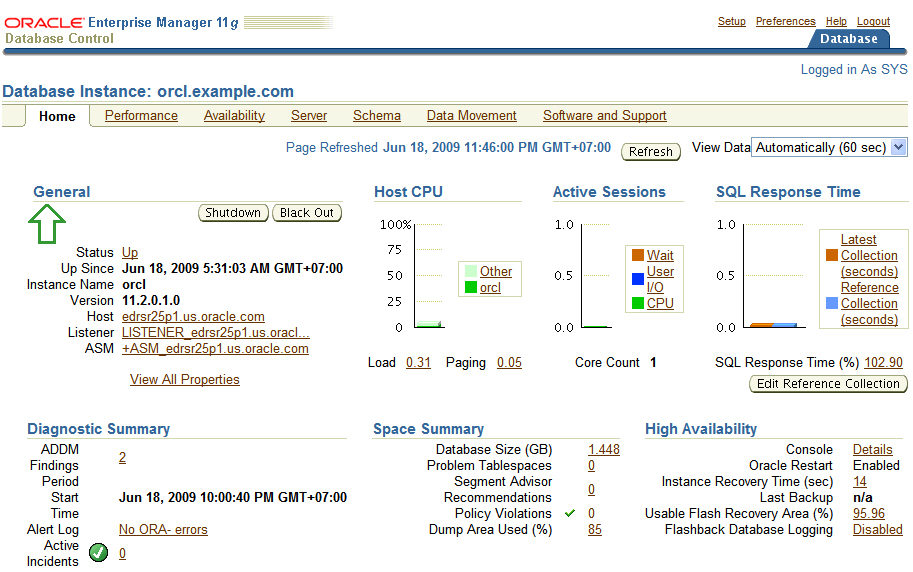 ORACLE Enterprise Manager 11g
Database Control
Setup Preferences Help Logout
Database
Logged in As SYS
Database Instance: orcl.example.com
Home Performance Availability Server Schema Data Movement Software and Support
Page Refreshed Jun 18, 2009 11:46:00 PM GMT+07:00 Refresh View Data Automatically (60 sec)
General
Shutdown Black Out
Status Up
Up Since Jun 18, 2009 5:31:03 AM GMT+07:00
Instance Name orcl
Version 11.2.0.1.0
Host edrsr25p1.us.oracle.com
Listener LISTENER_edrsr25p1.us.oracl...
ASM +ASM_edrsr25p1.us.oracle.com
View All Properties
Host CPU
100%
75
50
25
0
Other
orcl
Load 0.31 Paging 0.05
Active Sessions
1.0
0.5
0.0
Wait
User
I/O
CPU
Core Count 1
SQL Response Time
1.0
0.5
0.0
Latest
Collection
(seconds)
Reference
Collection
(seconds)
SQL Response Time (%) 102.90
Edit Reference Collection
Diagnostic Summary
ADDM
Findings 2
Period
Start Jun 18, 2009 10:00:40 PM GMT+07:00
Time
Alert Log No ORA- errors
Active
Incidents 0
Space Summary
Database Size (GB) 1.448
Problem Tablespaces 0
Segment Advisor
Recommendations 0
Policy Violations 0
Dump Area Used (%) 85
High Availability
Console Details
Oracle Restart Enabled
Instance Recovery Time (sec) 14
Last Backup n/a
Usable Flash Recovery Area (%) 95.96
Flashback Database Logging Disabled